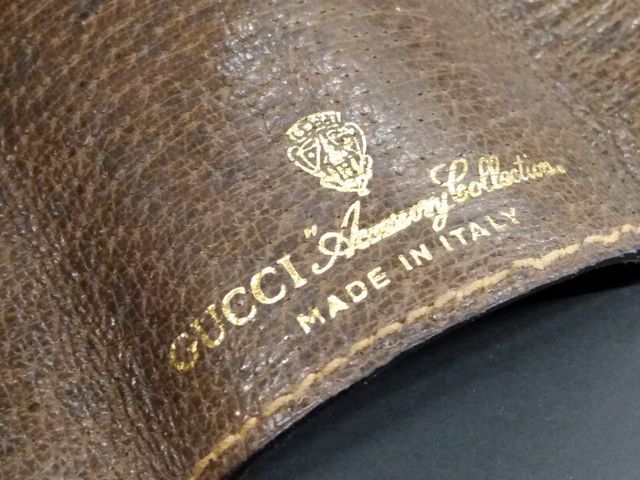 GUCCI "Accessory Collection"
MADE IN ITALY